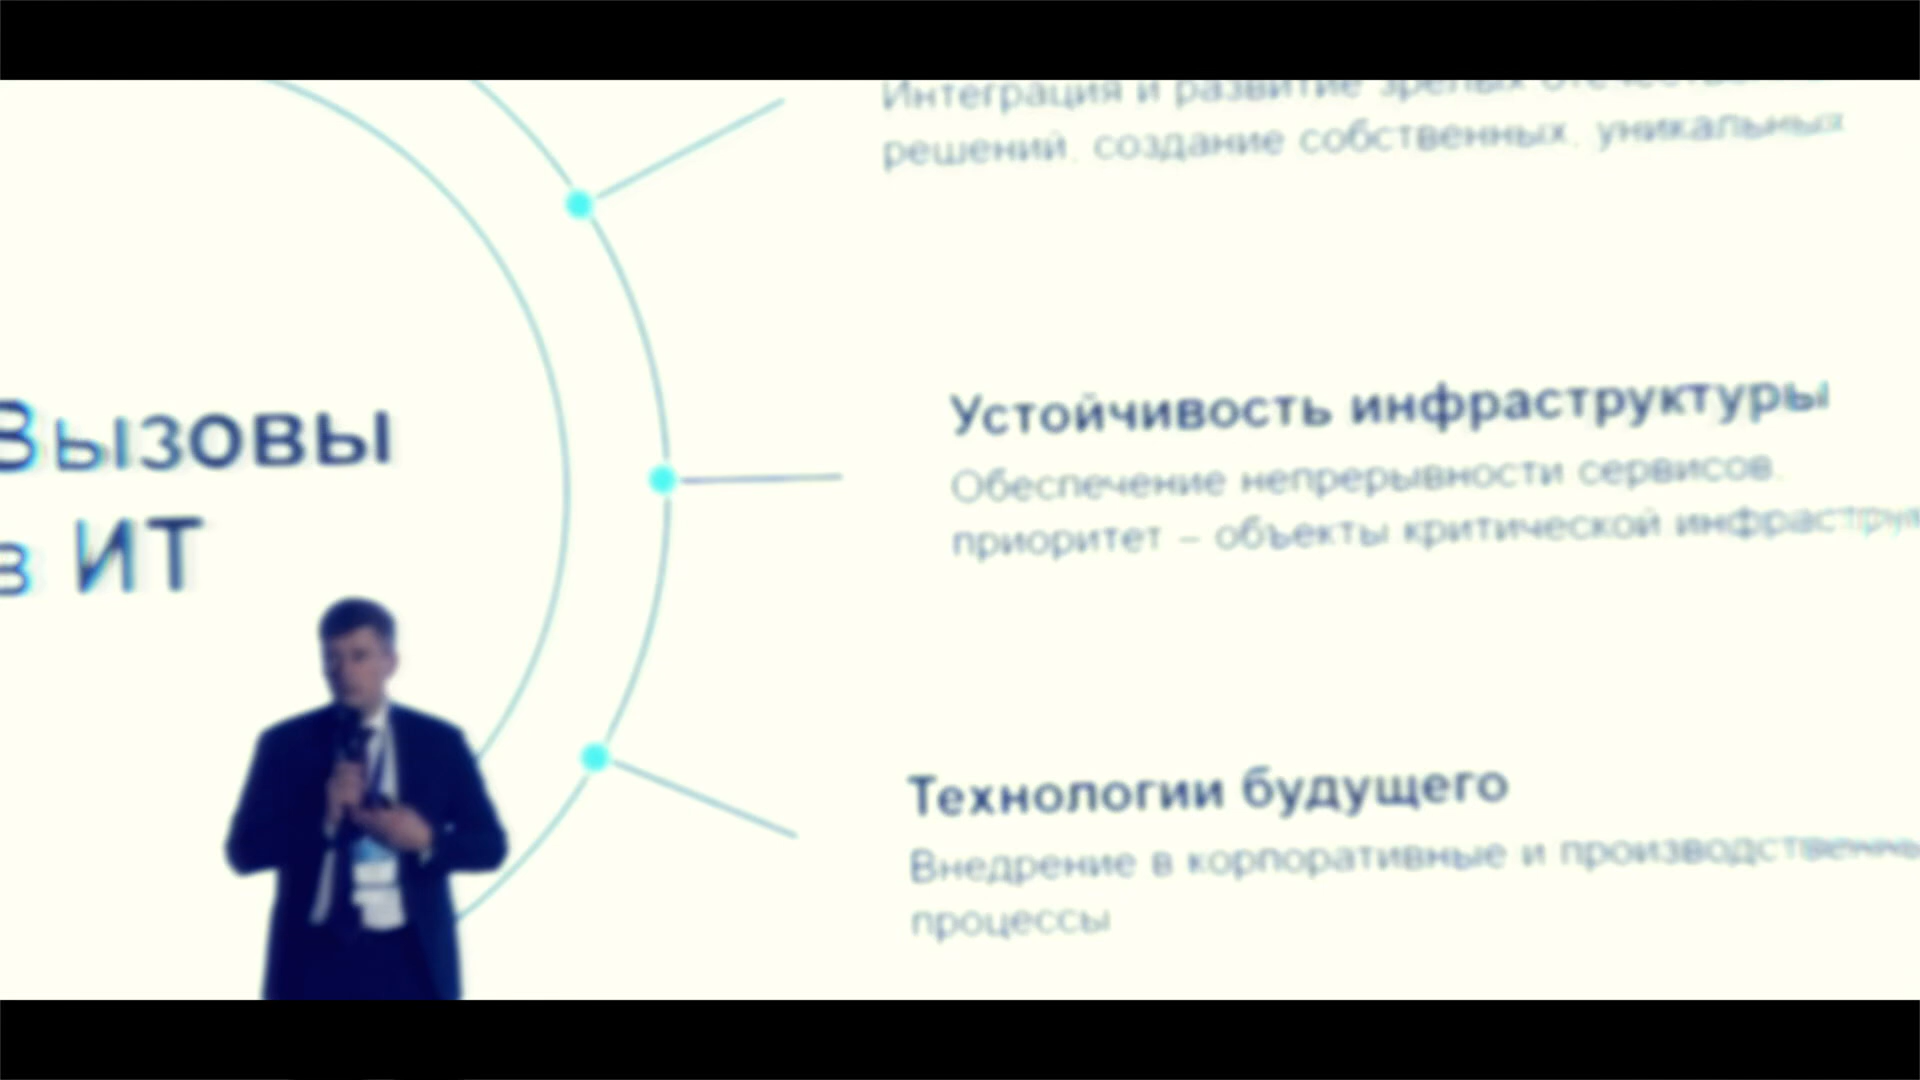 Вызовы
в ИТ
Интеграция и развитие зрелых
решений, создание собственных, уникальных
Устойчивость инфраструктуры
Обеспечение непрерывности сервисов,
приоритет – объекты критической
Технологии будущего
Внедрение в корпоративные и
процессы